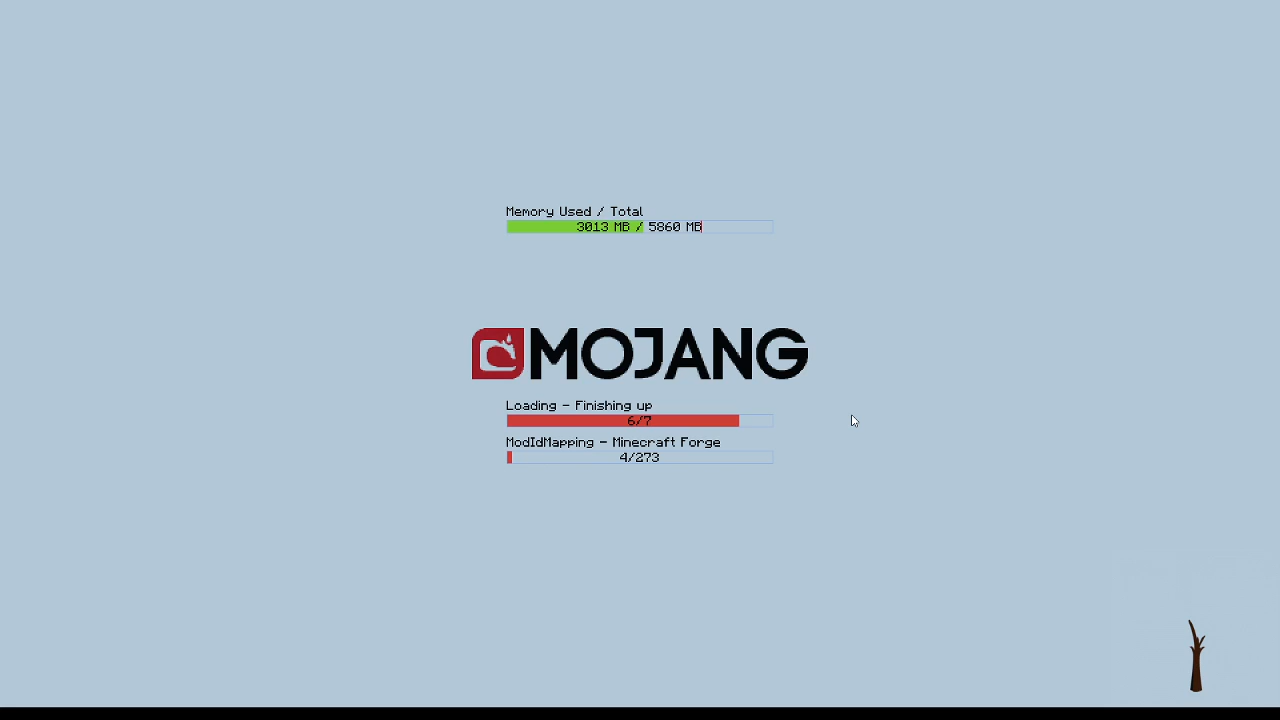 Memory Used / Total
3013 MB / 5860 MB
MOJANG
Loading - Finishing up
6/7
ModIdMapping - Minecraft Forge
4/273